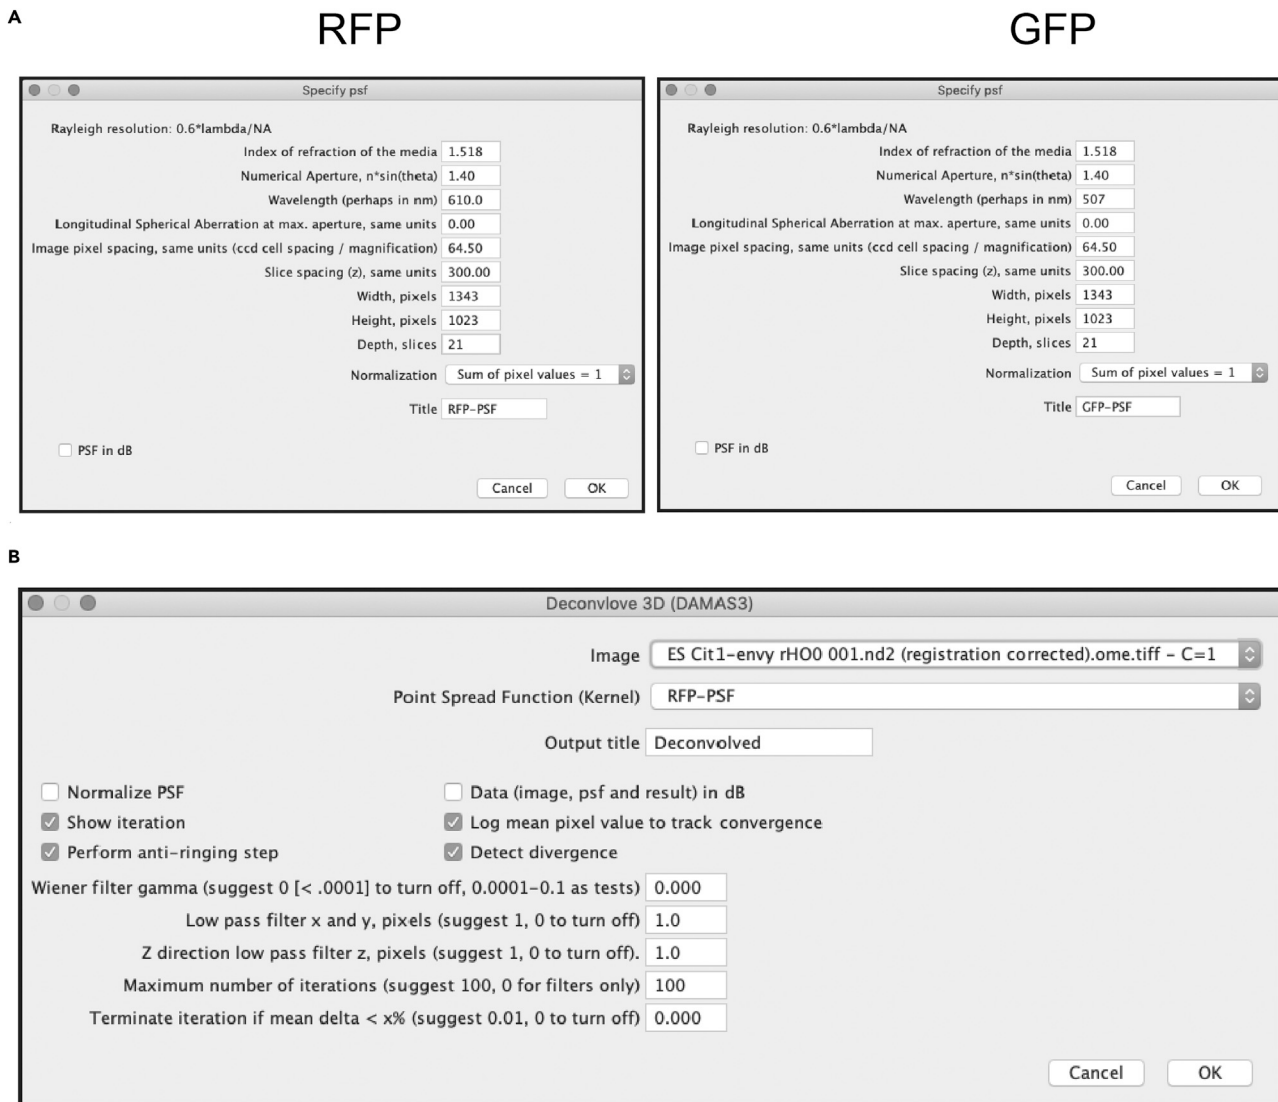 A
RFP
GFP
Specify psf
Rayleigh resolution: 0.6*lambda/NA
Index of refraction of the media 1.518
Numerical Aperture, n*sin(theta) 1.40
Wavelength (perhaps in nm) 610.0
Longitudinal Spherical Aberration at max. aperture, same units 0.00
Image pixel spacing, same units (ccd cell spacing / magnification) 64.50
Slice spacing (z), same units 300.00
Width, pixels 1343
Height, pixels 1023
Depth, slices 21
Normalization Sum of pixel values = 1
Title RFP-PSF
PSF in dB
Cancel OK
Specify psf
Rayleigh resolution: 0.6*lambda/NA
Index of refraction of the media 1.518
Numerical Aperture, n*sin(theta) 1.40
Wavelength (perhaps in nm) 507
Longitudinal Spherical Aberration at max. aperture, same units 0.00
Image pixel spacing, same units (ccd cell spacing / magnification) 64.50
Slice spacing (z), same units 300.00
Width, pixels 1343
Height, pixels 1023
Depth, slices 21
Normalization Sum of pixel values = 1
Title GFP-PSF
PSF in dB
Cancel OK
B
Deconvlove 3D (DAMAS3)
Image ES Cit1-envy rHO0 001.nd2 (registration corrected).ome.tiff - C=1
Point Spread Function (Kernel) RFP-PSF
Output title Deconvolved
Normalize PSF Data (image, psf and result) in dB
Show iteration Log mean pixel value to track convergence
Perform anti-ringing step Detect divergence
Wiener filter gamma (suggest 0 [< .0001] to turn off, 0.0001-0.1 as tests) 0.000
Low pass filter x and y, pixels (suggest 1, 0 to turn off) 1.0
Z direction low pass filter z, pixels (suggest 1, 0 to turn off). 1.0
Maximum number of iterations (suggest 100, 0 for filters only) 100
Terminate iteration if mean delta < x% (suggest 0.01, 0 to turn off) 0.000
Cancel OK